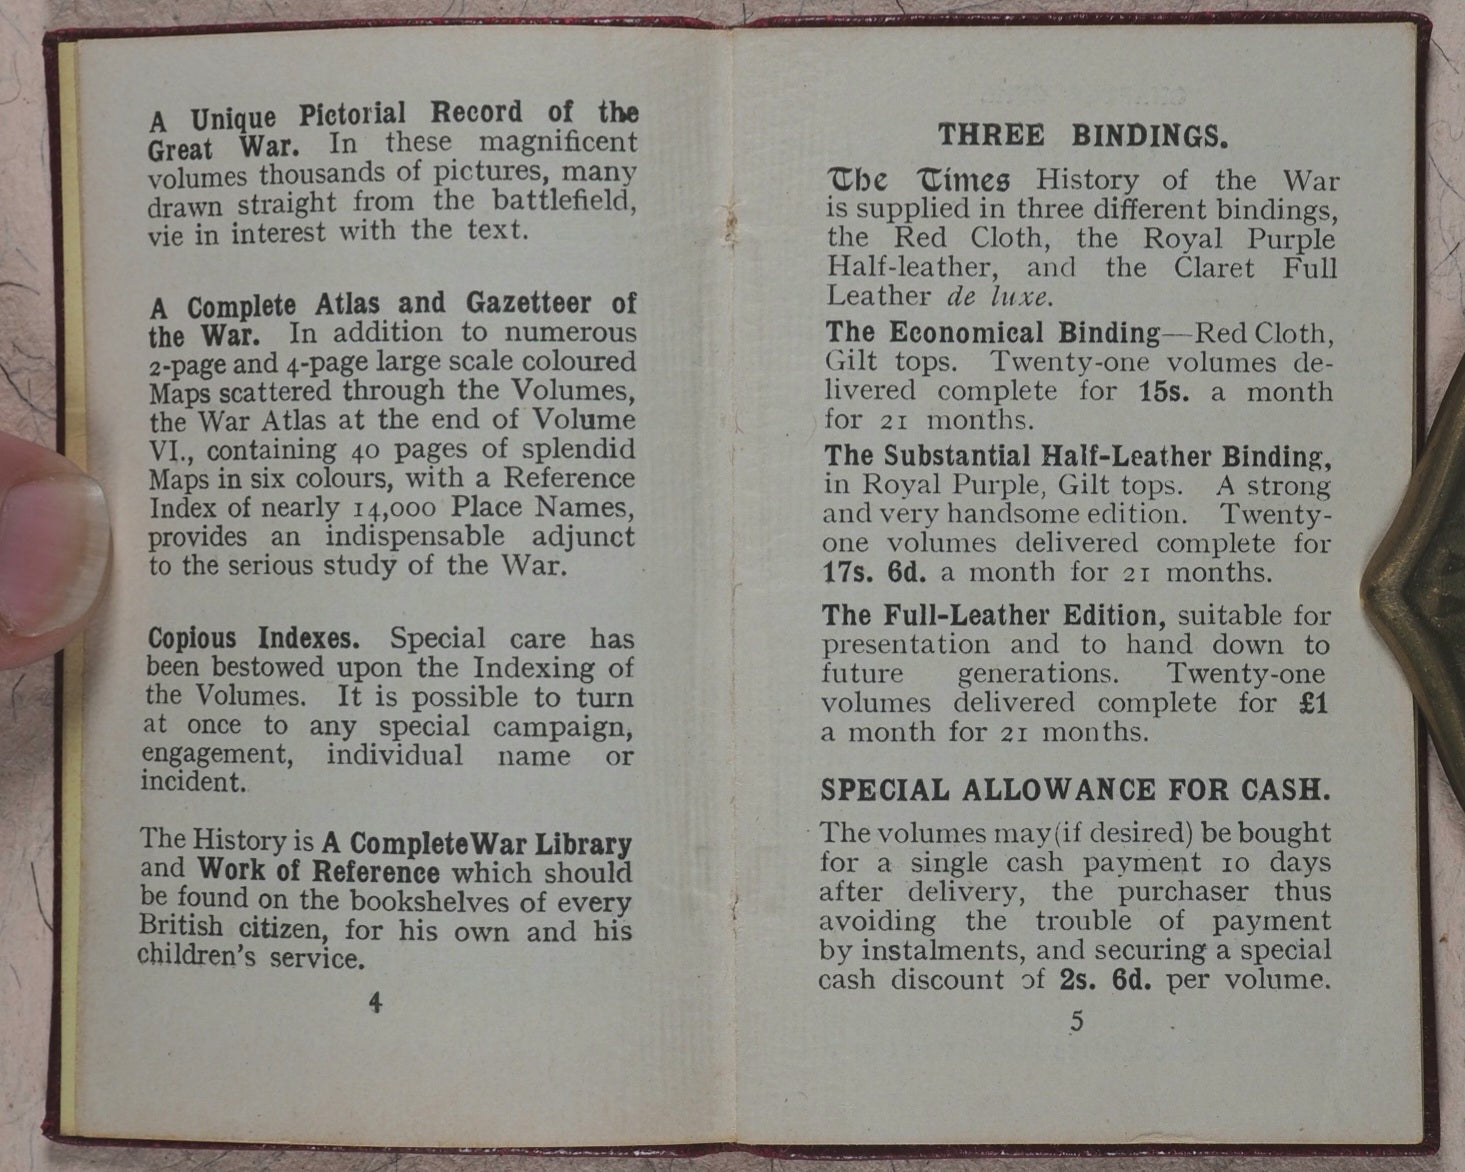 A Unique Pictorial Record of the
Great War. In these magnificent
volumes thousands of pictures, many
drawn straight from the battlefield,
vie in interest with the text.
A Complete Atlas and Gazetteer of
the War. In addition to numerous
2-page and 4-page large scale coloured
Maps scattered through the Volumes,
the War Atlas at the end of Volume
VI., containing 40 pages of splendid
Maps in six colours, with a Reference
Index of nearly 14,000 Place Names,
provides an indispensable adjunct
to the serious study of the War.
Copious Indexes. Special care has
been bestowed upon the Indexing of
the Volumes. It is possible to turn
at once to any special campaign,
engagement, individual name or
incident.
The History is A Complete War Library
and Work of Reference which should
be found on the bookshelves of every
British citizen, for his own and his
children's service.
4
THREE BINDINGS.
The Times History of the War
is supplied in three different bindings,
the Red Cloth, the Royal Purple
Half-leather, and the Claret Full
Leather de luxe.
The Economical Binding—Red Cloth,
Gilt tops. Twenty-one volumes de-
livered complete for 15s. a month
for 21 months.
The Substantial Half-Leather Binding,
in Royal Purple, Gilt tops. A strong
and very handsome edition. Twenty-
one volumes delivered complete for
17s. 6d. a month for 21 months.
The Full-Leather Edition, suitable for
presentation and to hand down to
future generations. Twenty-one
volumes delivered complete for £1
a month for 21 months.
SPECIAL ALLOWANCE FOR CASH.
The volumes may (if desired) be bought
for a single cash payment 10 days
after delivery, the purchaser thus
avoiding the trouble of payment
by instalments, and securing a special
cash discount of 2s. 6d. per volume.
5